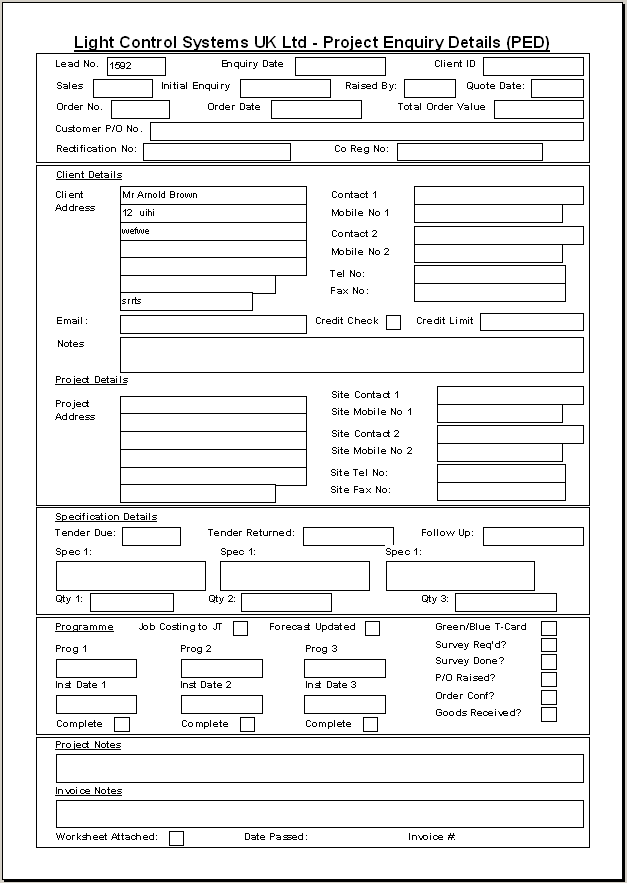 Light Control Systems UK Ltd - Project Enquiry Details (PED)
Lead No. 1592 Enquiry Date Client ID
Sales Initial Enquiry Raised By: Quote Date:
Order No. Order Date Total Order Value
Customer P/O No.
Rectification No: Co Reg No:
Client Details
Client Address Mr Arnold Brown Contact 1
12 uihi Mobile No 1
wefwe Contact 2
Mobile No 2
Tel No:
srrts Fax No:
Email: Credit Check Credit Limit
Notes
Project Details
Project Address Site Contact 1
Site Mobile No 1
Site Contact 2
Site Mobile No 2
Site Tel No:
Site Fax No:
Specification Details
Tender Due: Tender Returned: Follow Up:
Spec 1: Spec 1: Spec 1:
Qty 1: Qty 2: Qty 3:
Programme Job Costing to JT Forecast Updated Green/Blue T-Card
Survey Req'd?
Prog 1 Prog 2 Prog 3 Survey Done?
P/O Raised?
Inst Date 1 Inst Date 2 Inst Date 3 Order Conf?
Goods Received?
Complete Complete Complete
Project Notes
Invoice Notes
Worksheet Attached: Date Passed: Invoice #: